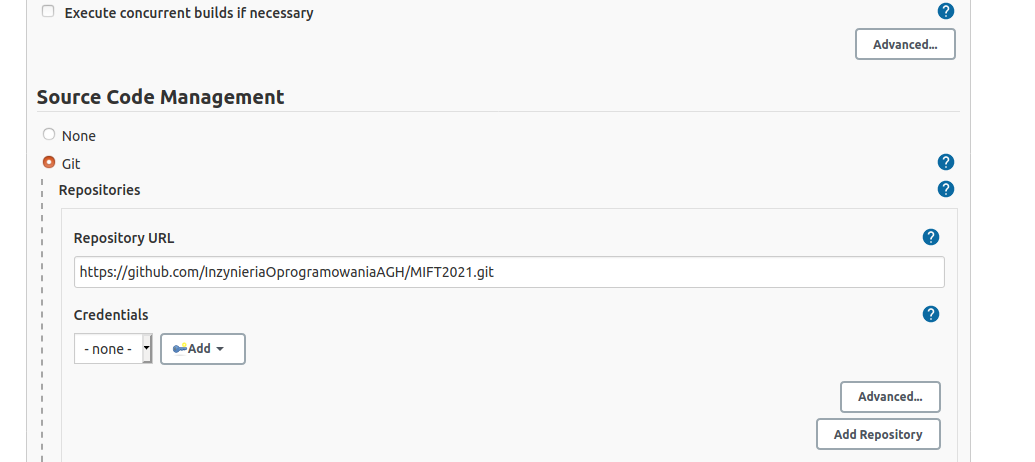 Execute concurrent builds if necessary
?
Advanced...
Source Code Management
None
Git
?
Repositories
?
Repository URL
?
https://github.com/InzynieriaOprogramowaniaAGH/MIFT2021.git
Credentials
?
- none -
Add
Advanced...
Add Repository